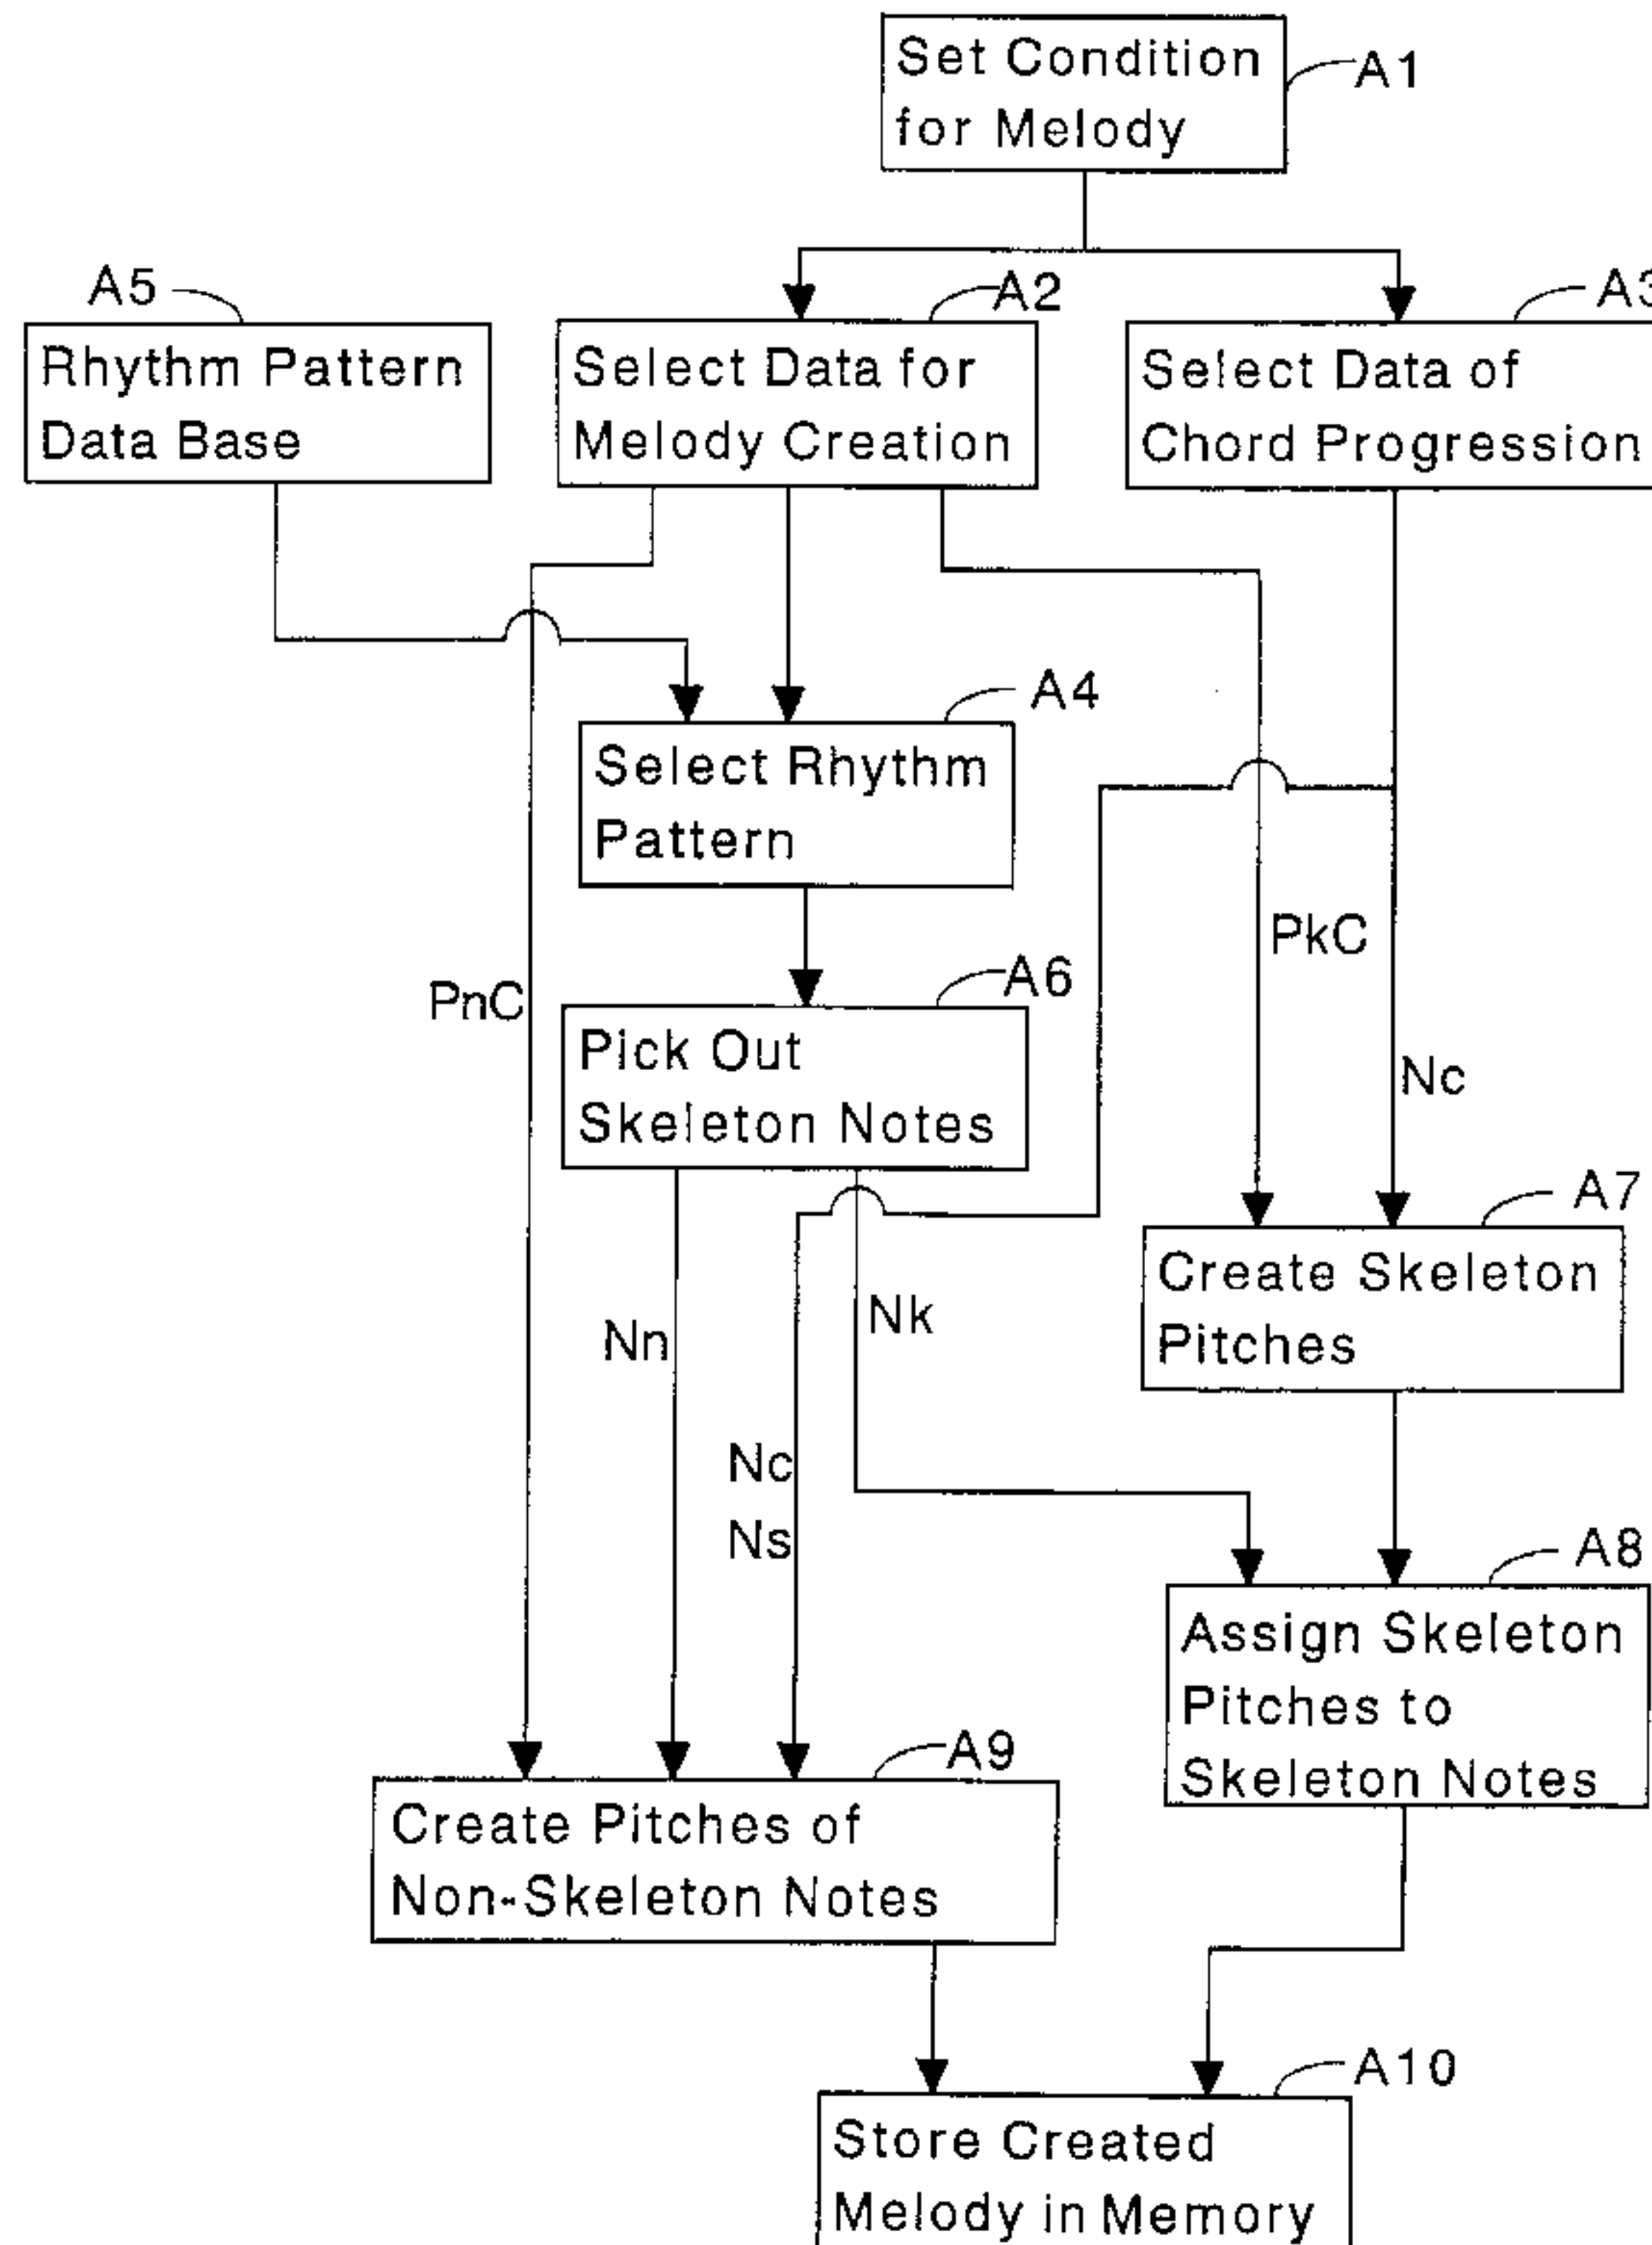 Set Condition
for Melody
A1
A5
A2
A3
Rhythm Pattern
Data Base
Select Data for
Melody Creation
Select Data of
Chord Progression
A4
Select Rhythm
Pattern
PkC
A6
PnC
Pick Out
Skeleton Notes
Nc
A7
Create Skeleton
Pitches
Nk
Nn
Nc
Ns
A8
Assign Skeleton
Pitches to
Skeleton Notes
A9
Create Pitches of
Non-Skeleton Notes
A10
Store Created
Melody in Memory